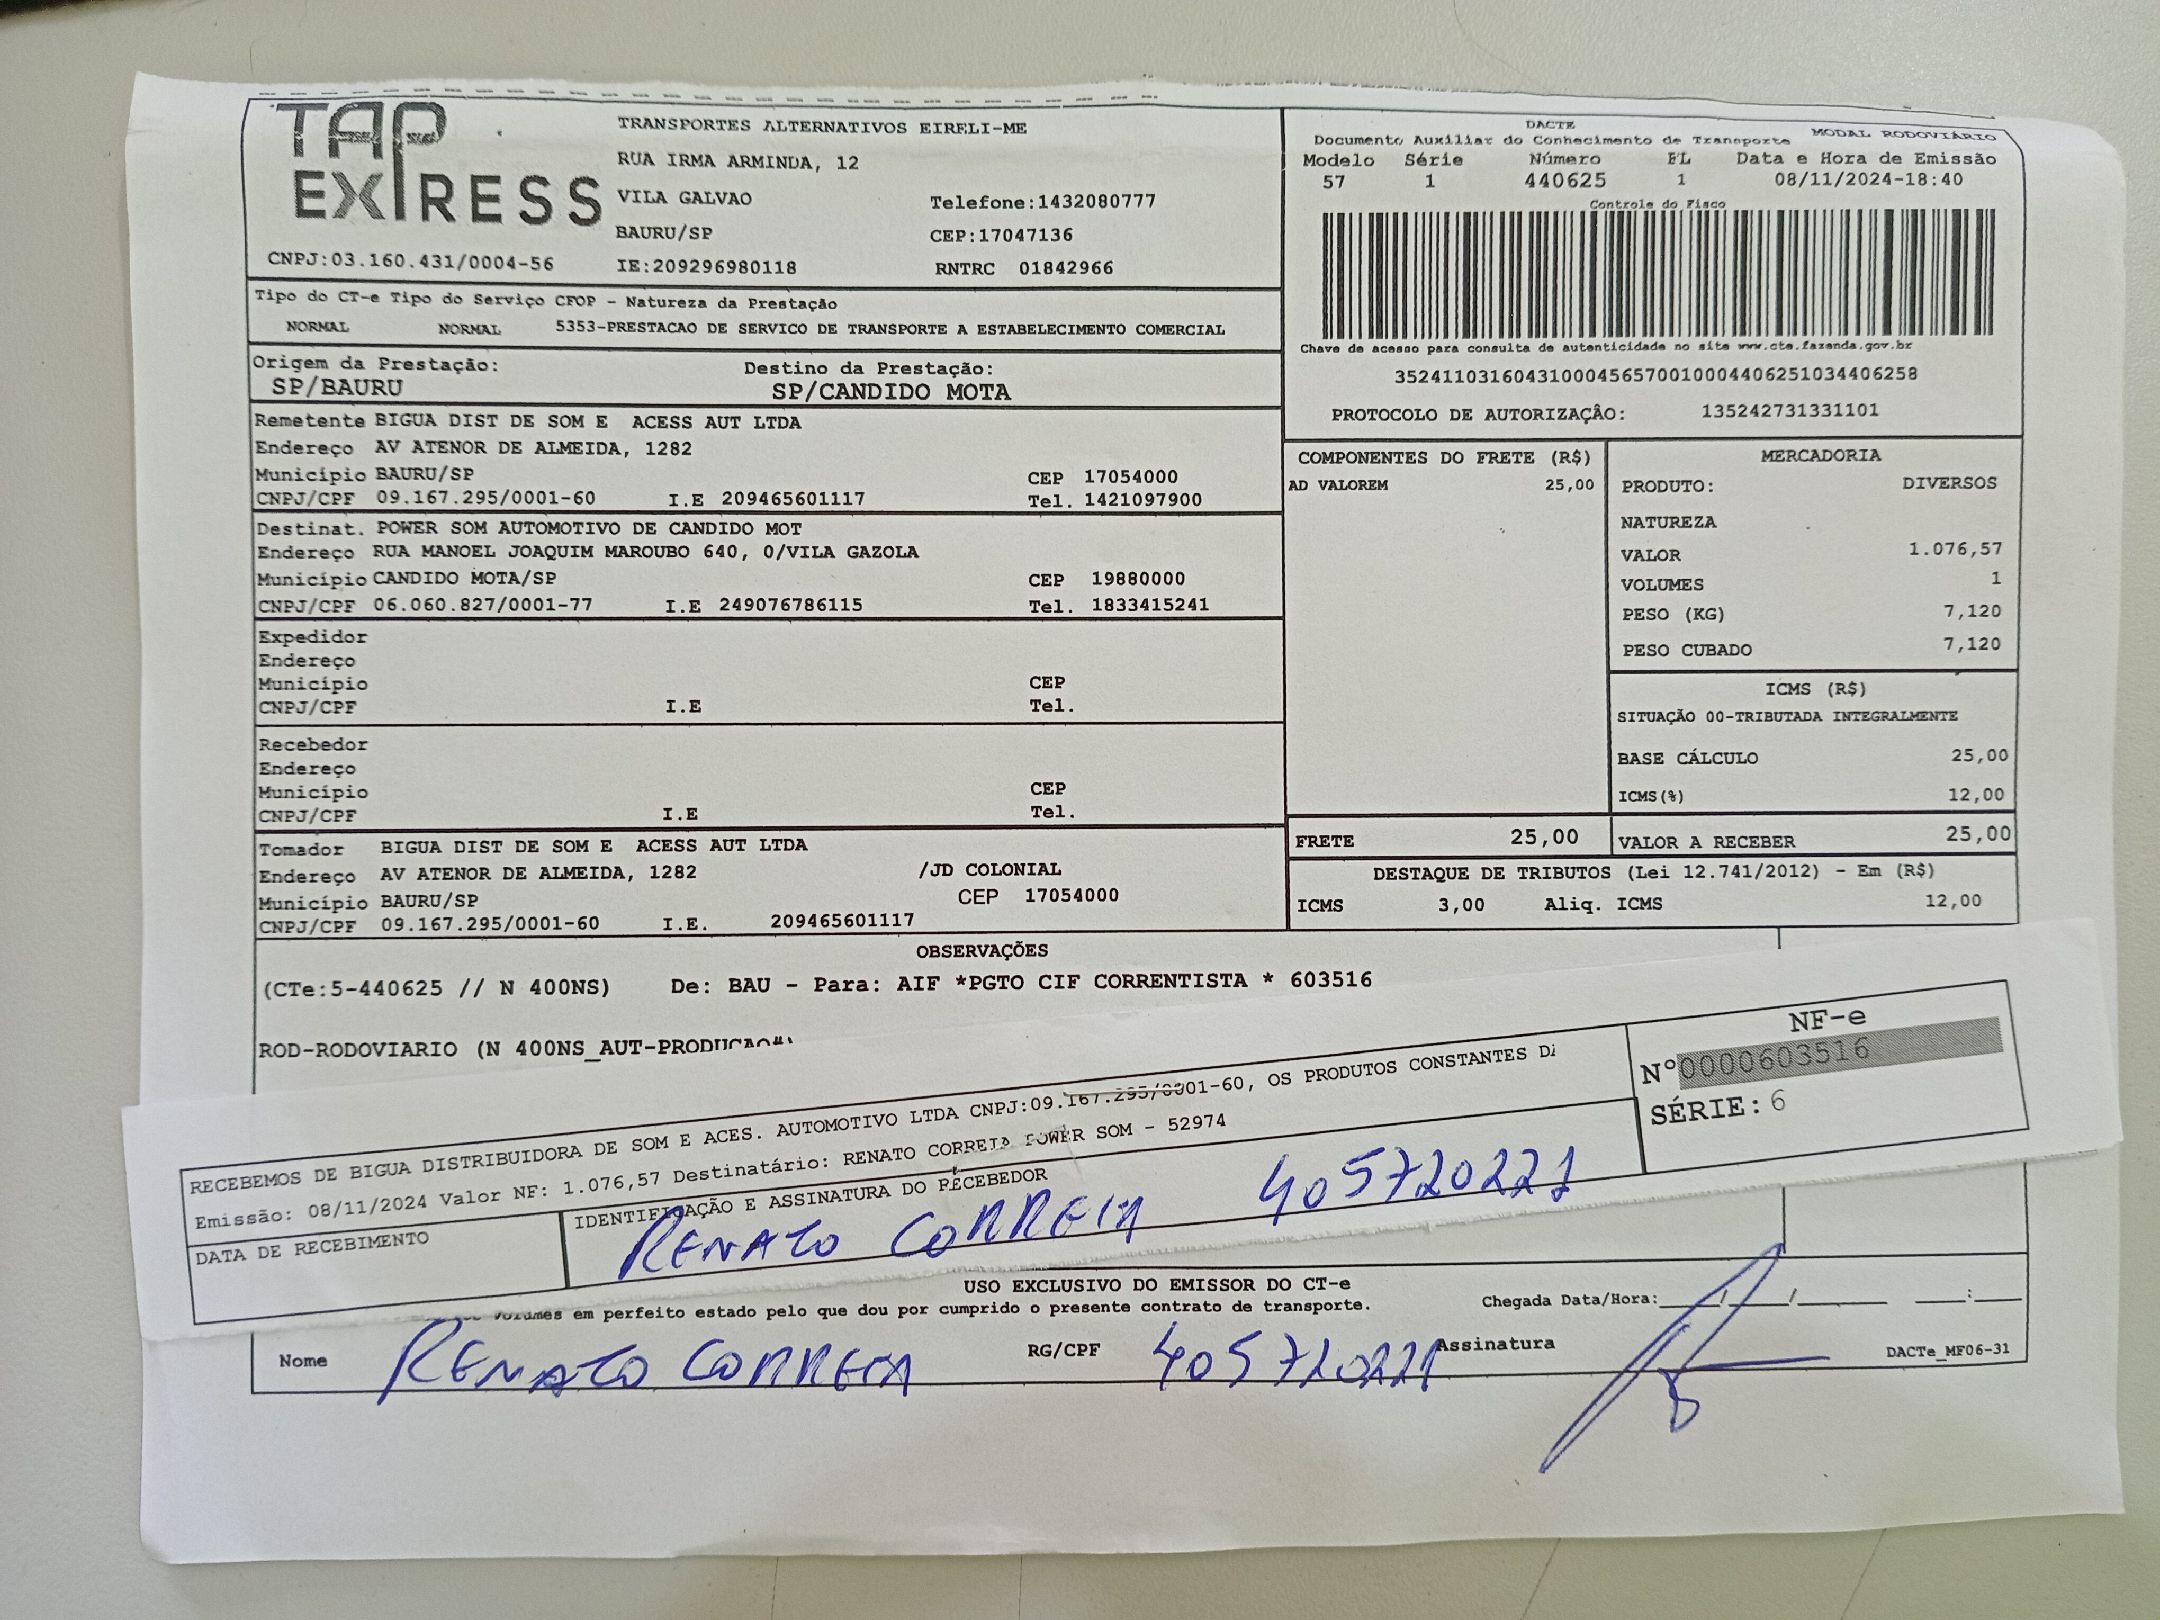 TAP EXPRESS
TRANSPORTES ALTERNATIVOS EIRELI-ME
RUA IRMA ARMINDA, 12
VILA GALVAO Telefone:1432080777
BAURU/SP CEP:17047136
CNPJ:03.160.431/0004-56 IE:209296980118 RNTRC 01842966
DACTE
Documento Auxiliar do Conhecimento de Transporte MODAL RODOVIÁRIO
Modelo Série Número FL Data e Hora de Emissão
57 1 440625 1 08/11/2024-18:40
Controle do Fisco
Chave de acesso para consulta de autenticidade no site www.cte.fazenda.gov.br
35241103160431000456570010004406251034406258
PROTOCOLO DE AUTORIZAÇÂO: 135242731331101
Tipo do CT-e Tipo do Serviço CFOP - Natureza da Prestação
NORMAL NORMAL 5353-PRESTACAO DE SERVICO DE TRANSPORTE A ESTABELECIMENTO COMERCIAL
Origem da Prestação: Destino da Prestação:
SP/BAURU SP/CANDIDO MOTA
Remetente BIGUA DIST DE SOM E ACESS AUT LTDA
Endereço AV ATENOR DE ALMEIDA, 1282
Município BAURU/SP CEP 17054000
CNPJ/CPF 09.167.295/0001-60 I.E 209465601117 Tel. 1421097900
Destinat. POWER SOM AUTOMOTIVO DE CANDIDO MOT
Endereço RUA MANOEL JOAQUIM MAROUBO 640, 0/VILA GAZOLA
Município CANDIDO MOTA/SP CEP 19880000
CNPJ/CPF 06.060.827/0001-77 I.E 249076786115 Tel. 1833415241
Expedidor
Endereço
Município CEP
CNPJ/CPF I.E Tel.
Recebedor
Endereço
Município CEP
CNPJ/CPF I.E Tel.
Tomador BIGUA DIST DE SOM E ACESS AUT LTDA
Endereço AV ATENOR DE ALMEIDA, 1282 /JD COLONIAL
Município BAURU/SP CEP 17054000
CNPJ/CPF 09.167.295/0001-60 I.E. 209465601117
COMPONENTES DO FRETE (R$)
AD VALOREM 25,00
MERCADORIA
PRODUTO: DIVERSOS
NATUREZA
VALOR 1.076,57
VOLUMES 1
PESO (KG) 7,120
PESO CUBADO 7,120
ICMS (R$)
SITUAÇÃO 00-TRIBUTADA INTEGRALMENTE
BASE CÁLCULO 25,00
ICMS(%) 12,00
FRETE 25,00 VALOR A RECEBER 25,00
DESTAQUE DE TRIBUTOS (Lei 12.741/2012) - Em (R$)
ICMS 3,00 Aliq. ICMS 12,00
OBSERVAÇÕES
(CTe:5-440625 // N 400NS) De: BAU - Para: AIF *PGTO CIF CORRENTISTA * 603516
ROD-RODOVIARIO (N 400NS_AUT-PRODUCAO#)
RECEBEMOS DE BIGUA DISTRIBUIDORA DE SOM E ACES. AUTOMOTIVO LTDA CNPJ:09.167.295/0001-60, OS PRODUTOS CONSTANTES DA
Emissão: 08/11/2024 Valor NF: 1.076,57 Destinatário: RENATO CORREIA POWER SOM - 52974
DATA DE RECEBIMENTO
IDENTIFICAÇÃO E ASSINATURA DO RECEBEDOR
RENATO CORREIA 405720221
NF-e
Nº0000603516
SÉRIE: 6
USO EXCLUSIVO DO EMISSOR DO CT-e
volumes em perfeito estado pelo que dou por cumprido o presente contrato de transporte.
Chegada Data/Hora:____/____/______ ___:___
Nome RENATO CORREIA RG/CPF 405720221 Assinatura
DACTe_MF06-31